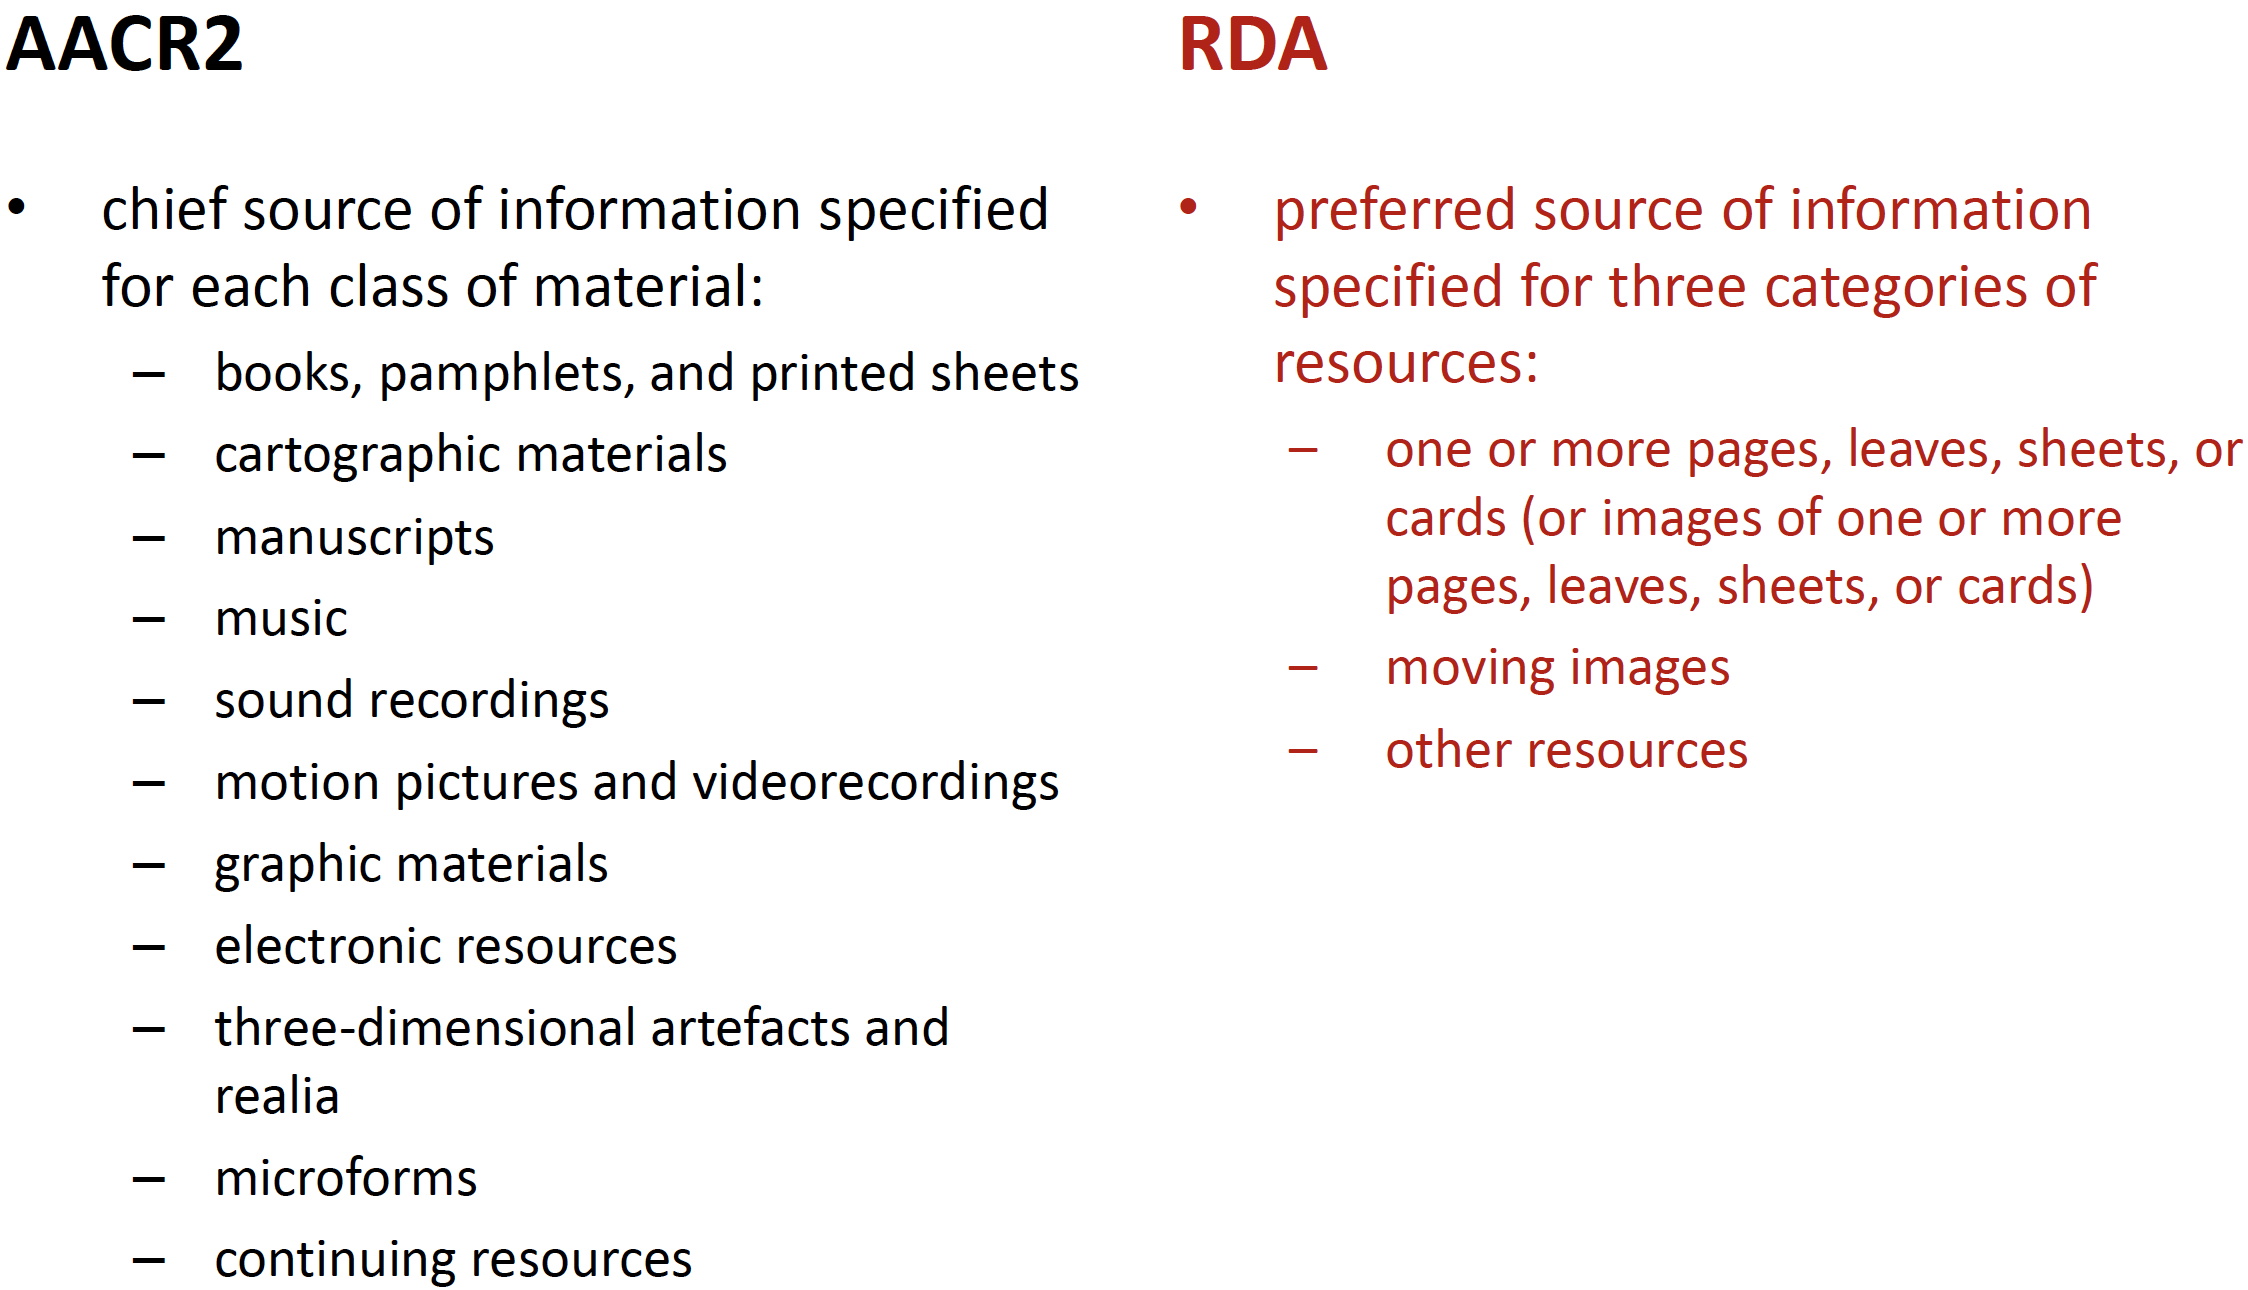 AACR2
• chief source of information specified
for each class of material:
– books, pamphlets, and printed sheets
– cartographic materials
– manuscripts
– music
– sound recordings
– motion pictures and videorecordings
– graphic materials
– electronic resources
– three-dimensional artefacts and
realia
– microforms
– continuing resources
RDA
• preferred source of information
specified for three categories of
resources:
– one or more pages, leaves, sheets, or
cards (or images of one or more
pages, leaves, sheets, or cards)
– moving images
– other resources